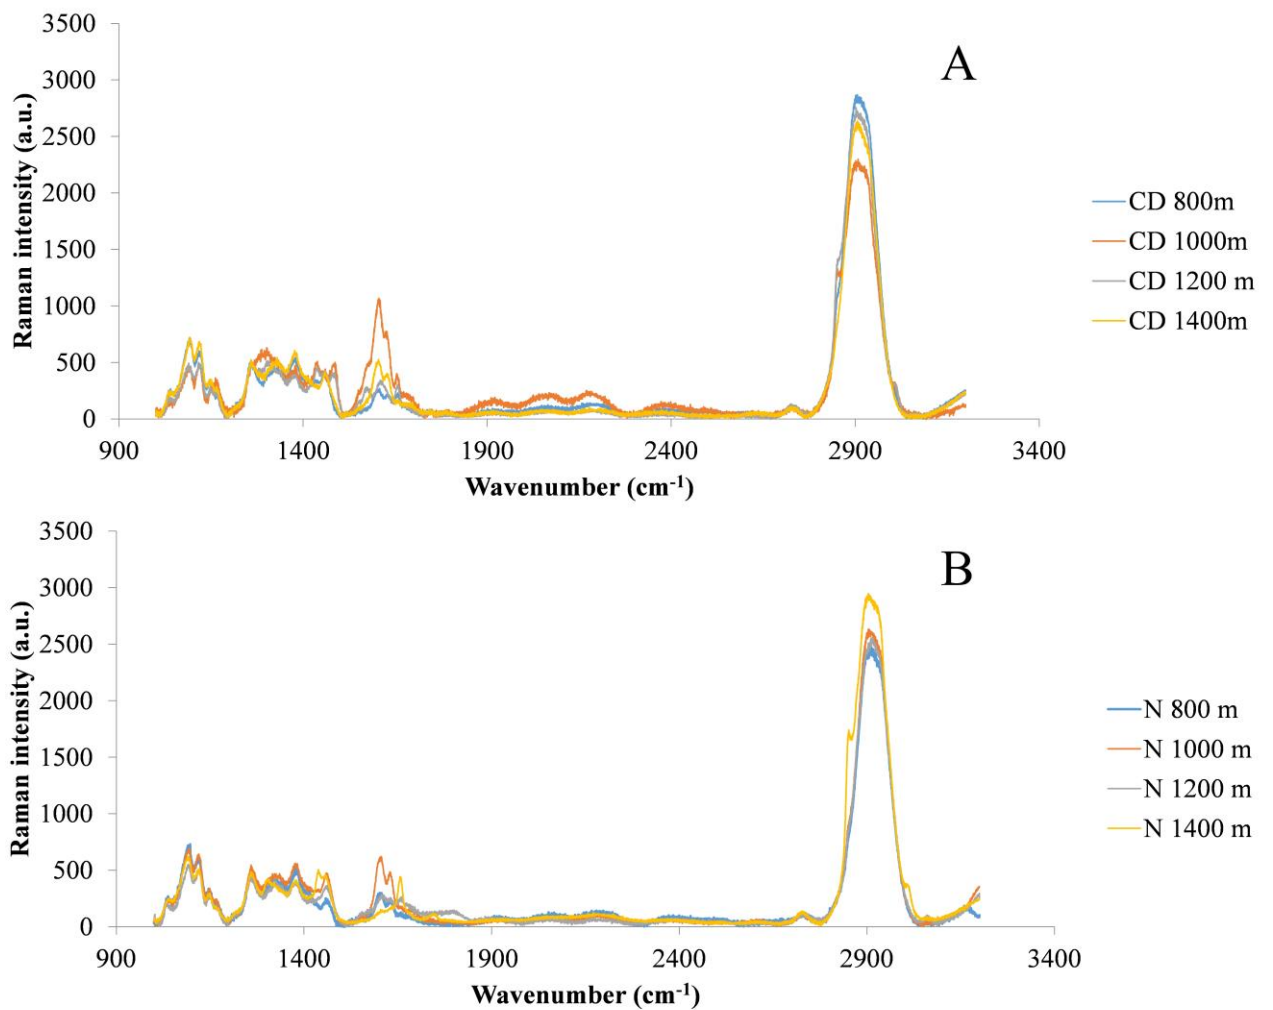 3500
3000
2500
2000
1500
1000
500
0
Raman intensity (a.u.)
A
CD 800m
CD 1000m
CD 1200 m
CD 1400m
900 1400 1900 2400 2900 3400
Wavenumber (cm⁻¹)
3500
3000
2500
2000
1500
1000
500
0
Raman intensity (a.u.)
B
N 800 m
N 1000 m
N 1200 m
N 1400 m
900 1400 1900 2400 2900 3400
Wavenumber (cm⁻¹)